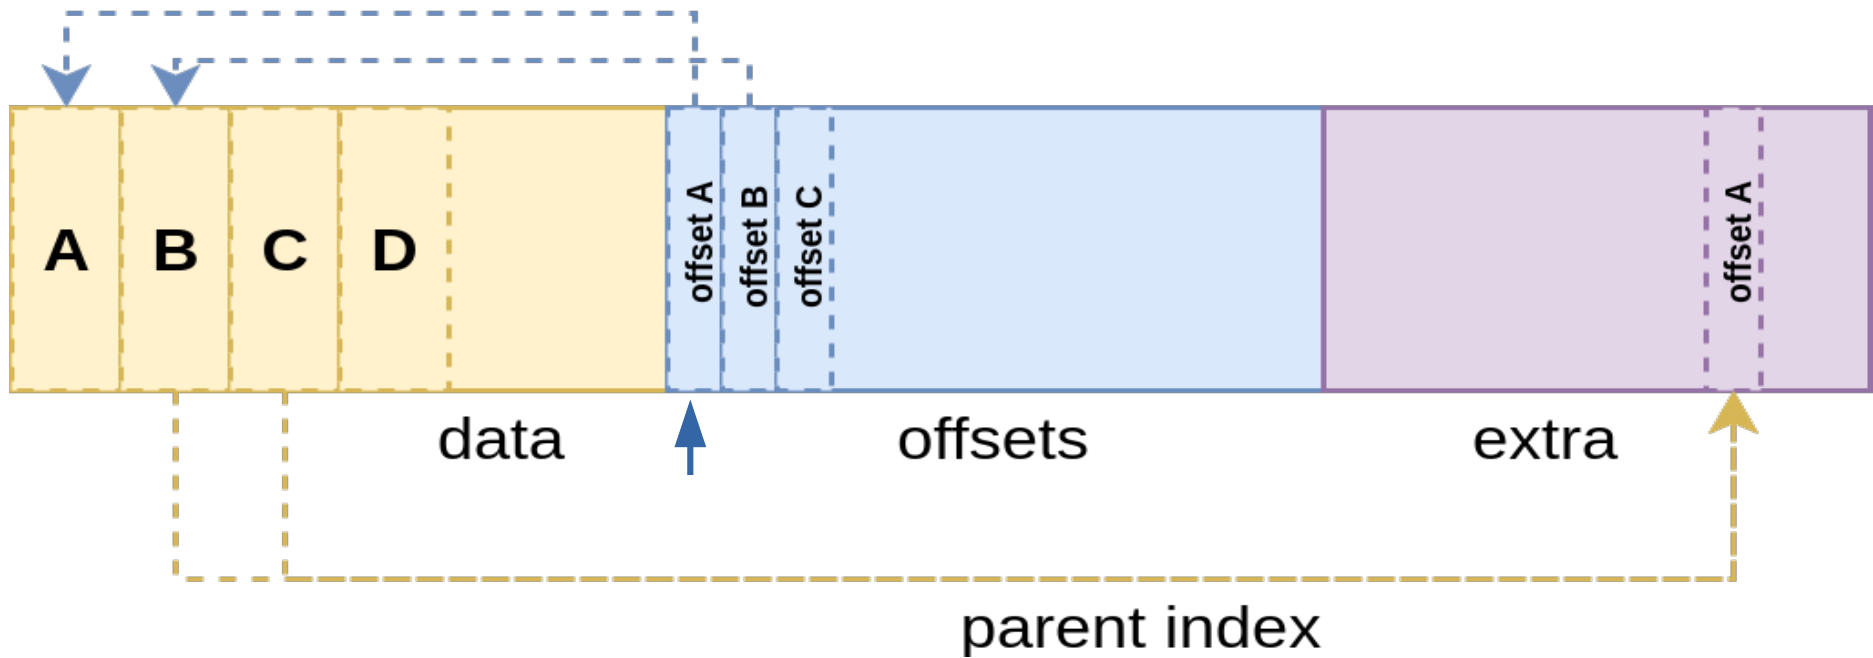 A
B
C
D
offset A
offset B
offset C
offset A
data
offsets
extra
parent index